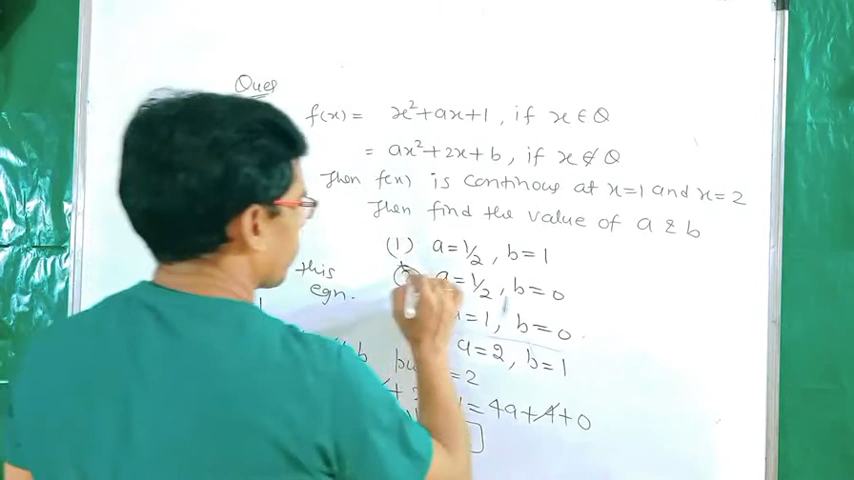 Ques
f(x) = x²+ax+1, if x ∈ Q
= ax²+2x+b, if x ∉ Q
Then f(x) is continous at x=1 and x=2
Then find the value of a & b
(1) a=1/2, b=1
a=1/2, b=0
a=1, b=0
a=2, b=1
this
eqn.
b
=2
=4a+4+0